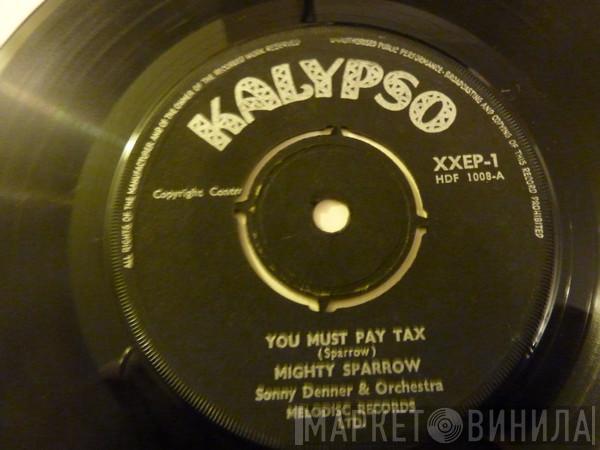 ALL RIGHTS OF THE MANUFACTURER AND OF THE OWNER OF THE RECORDED WORK RESERVED
UNAUTHORISED PUBLIC PERFORMANCE, BROADCASTING AND COPYING OF THIS RECORD PROHIBITED
KALYPSO
XXEP-1
HDF 1008-A
Copyright Contr
YOU MUST PAY TAX
(Sparrow)
MIGHTY SPARROW
Sonny Denner & Orchestra
MELODISC RECORDS
LTD.
МАРКЕТ ВИНИЛА